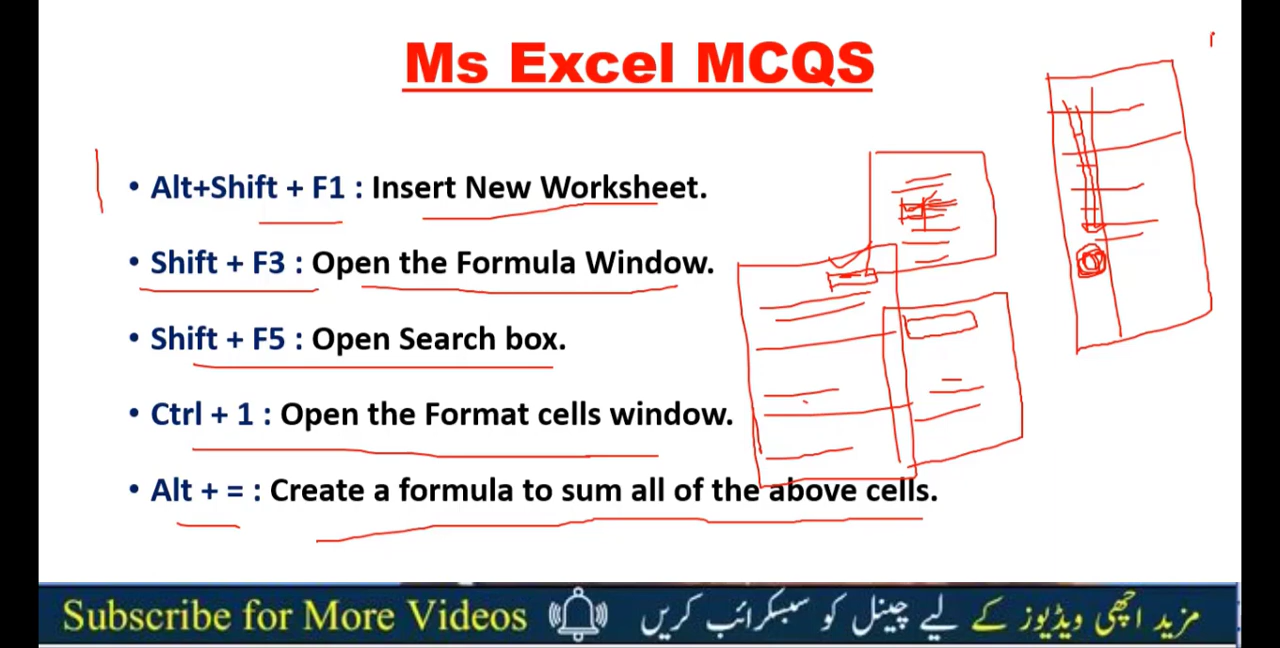 Ms Excel MCQS
• Alt+Shift + F1 : Insert New Worksheet.
• Shift + F3 : Open the Formula Window.
• Shift + F5 : Open Search box.
• Ctrl + 1 : Open the Format cells window.
• Alt + = : Create a formula to sum all of the above cells.
Subscribe for More Videos مزید اچھی ویڈیوز کے لیے چینل کو سبسکرائب کریں